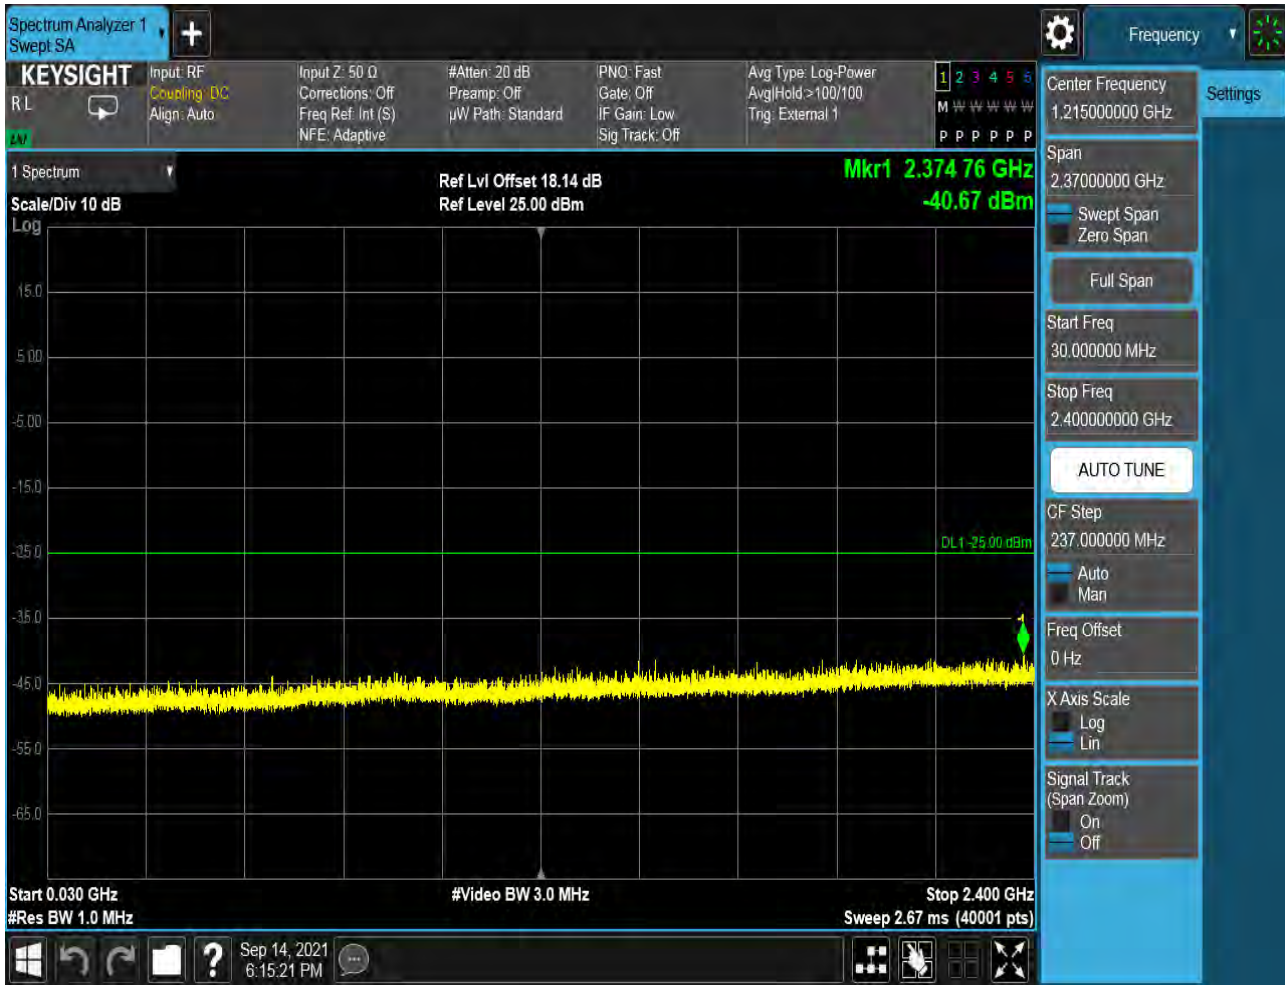 Spectrum Analyzer 1
Swept SA
Frequency
KEYSIGHT
R L
Input: RF
Coupling: DC
Align: Auto
Input Z: 50 Ω
Corrections: Off
Freq Ref: Int (S)
NFE: Adaptive
#Atten: 20 dB
Preamp: Off
µW Path: Standard
PNO: Fast
Gate: Off
IF Gain: Low
Sig Track: Off
Avg Type: Log-Power
Avg|Hold:>100/100
Trig: External 1
1 2 3 4 5 6
M W W W W W
P P P P P P
1 Spectrum
Scale/Div 10 dB
Log
Ref Lvl Offset 18.14 dB
Ref Level 25.00 dBm
Mkr1 2.374 76 GHz
-40.67 dBm
15.0
5.00
-5.00
-15.0
-25.0
-35.0
-45.0
-55.0
-65.0
DL1 -25.00 dBm
1
Start 0.030 GHz
#Res BW 1.0 MHz
#Video BW 3.0 MHz
Stop 2.400 GHz
Sweep 2.67 ms (40001 pts)
Sep 14, 2021
6:15:21 PM
Center Frequency
1.215000000 GHz
Settings
Span
2.37000000 GHz
Swept Span
Zero Span
Full Span
Start Freq
30.000000 MHz
Stop Freq
2.400000000 GHz
AUTO TUNE
CF Step
237.000000 MHz
Auto
Man
Freq Offset
0 Hz
X Axis Scale
Log
Lin
Signal Track
(Span Zoom)
On
Off